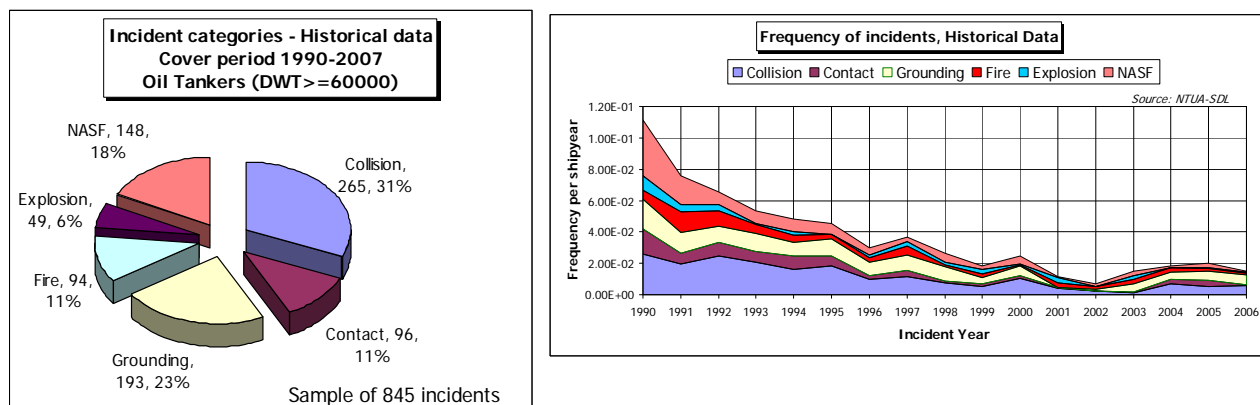 Incident categories - Historical data
Cover period 1990-2007
Oil Tankers (DWT>=60000)
NASF, 148,
18%
Collision,
265, 31%
Explosion,
49, 6%
Fire, 94,
11%
Contact, 96,
11%
Grounding,
193, 23%
Sample of 845 incidents
Frequency of incidents, Historical Data
Collision Contact Grounding Fire Explosion NASF
Source: NTUA-SDL
Frequency per shipyear
1.20E-01
1.00E-01
8.00E-02
6.00E-02
4.00E-02
2.00E-02
0.00E+00
1990 1991 1992 1993 1994 1995 1996 1997 1998 1999 2000 2001 2002 2003 2004 2005 2006
Incident Year